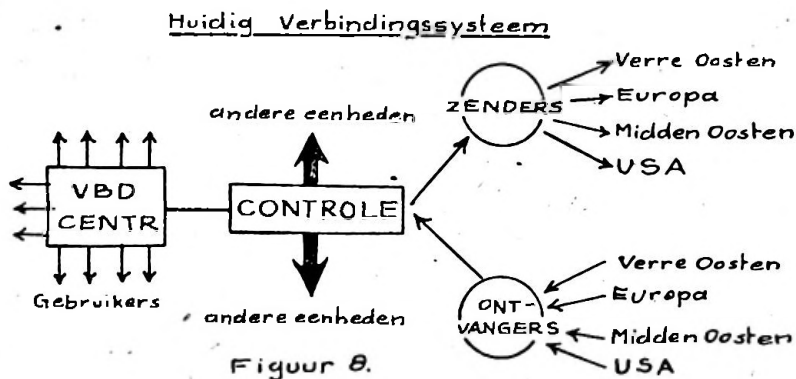 Huidig Verbindingssysteem
Verre Oosten
Europa
Midden Oosten
USA
ZENDERS
andere eenheden
VBD
CENTR
CONTROLE
Gebruikers
andere eenheden
ONT-
VANGERS
Verre Oosten
Europa
Midden Oosten
USA
Figuur 8.